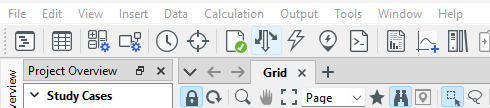 File Edit View Insert Data Calculation Output Tools Window Help
Project Overview
Grid
Study Cases
Page